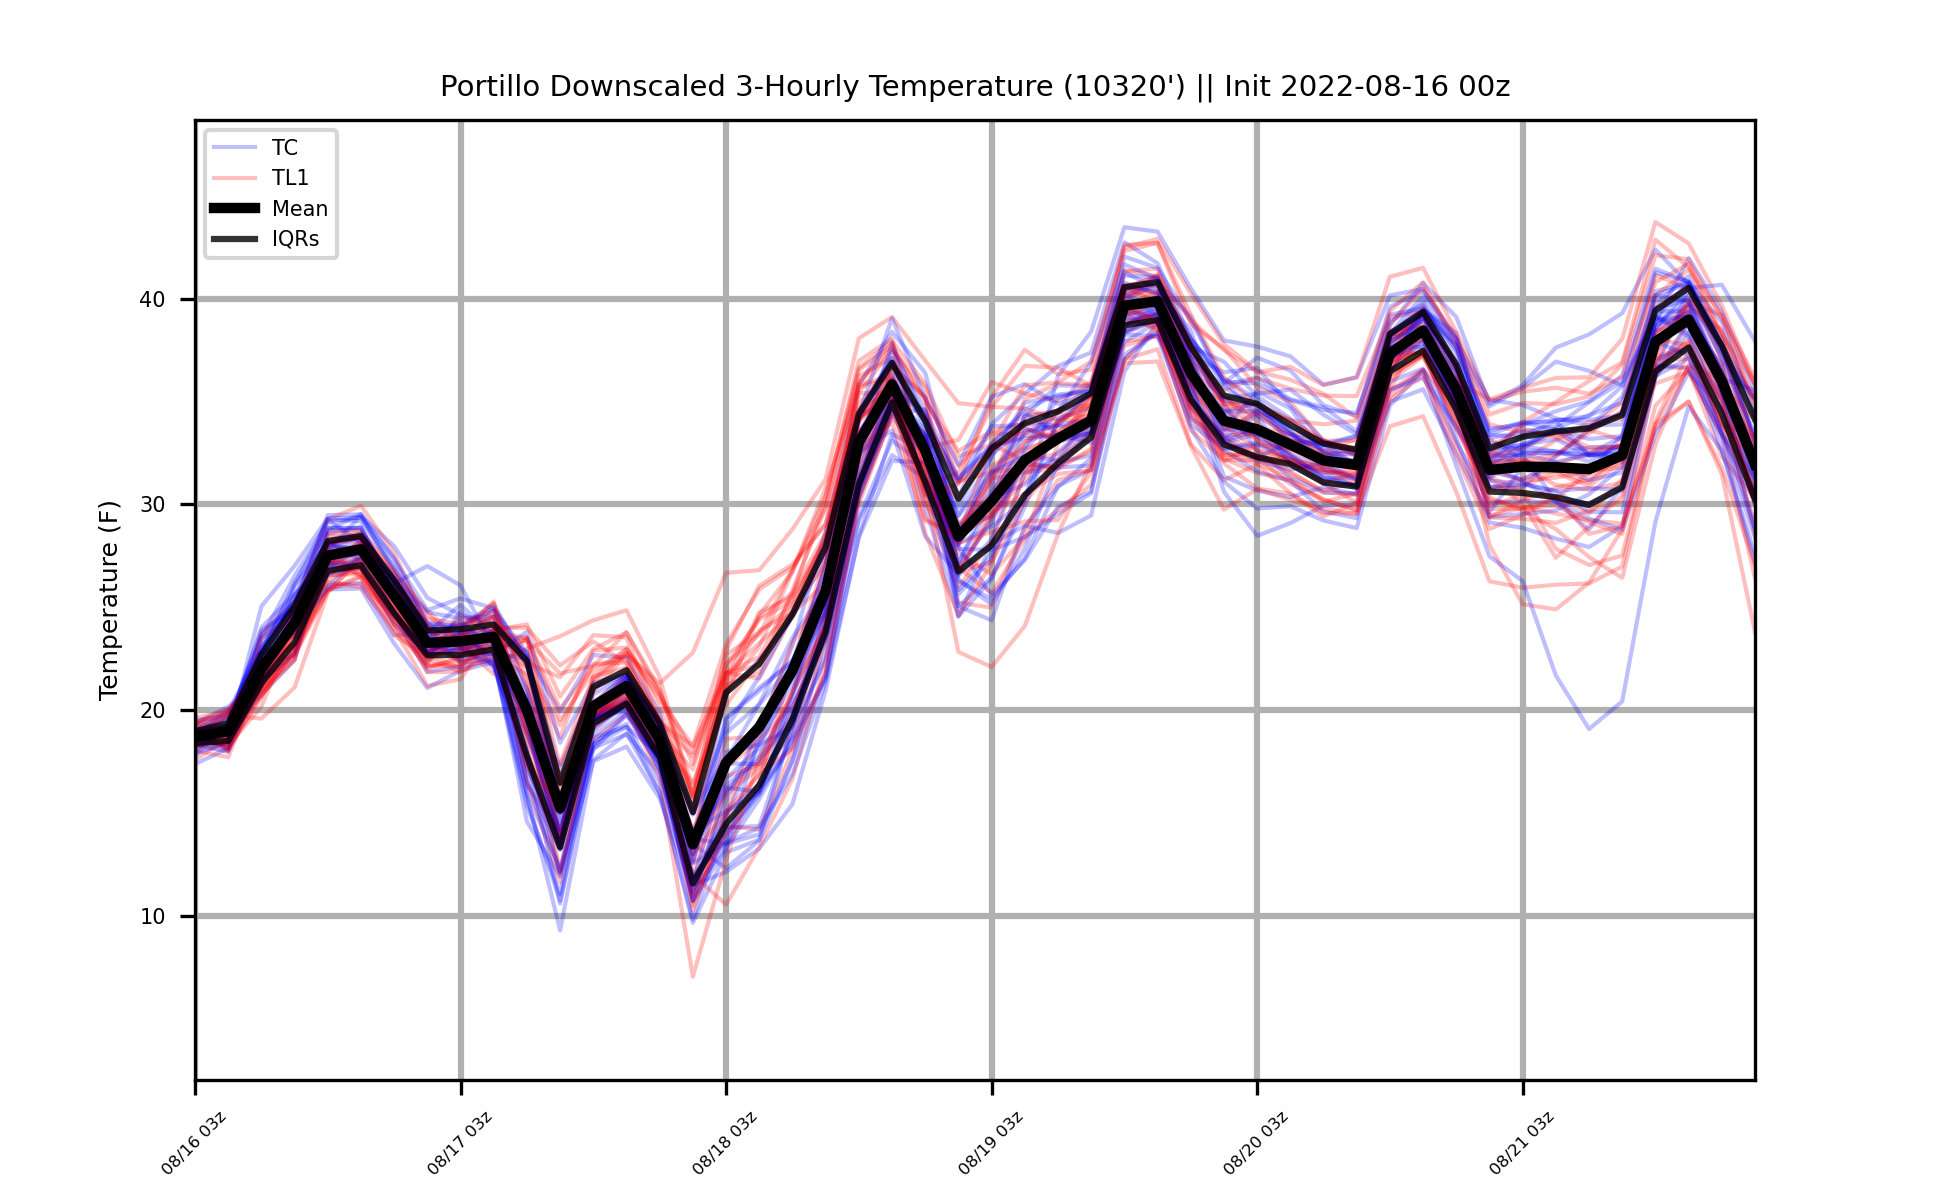 Portillo Downscaled 3-Hourly Temperature (10320') || Init 2022-08-16 00z
TC
TL1
Mean
IQRs
Temperature (F)
40
30
20
10
08/16 03z
08/17 03z
08/18 03z
08/19 03z
08/20 03z
08/21 03z